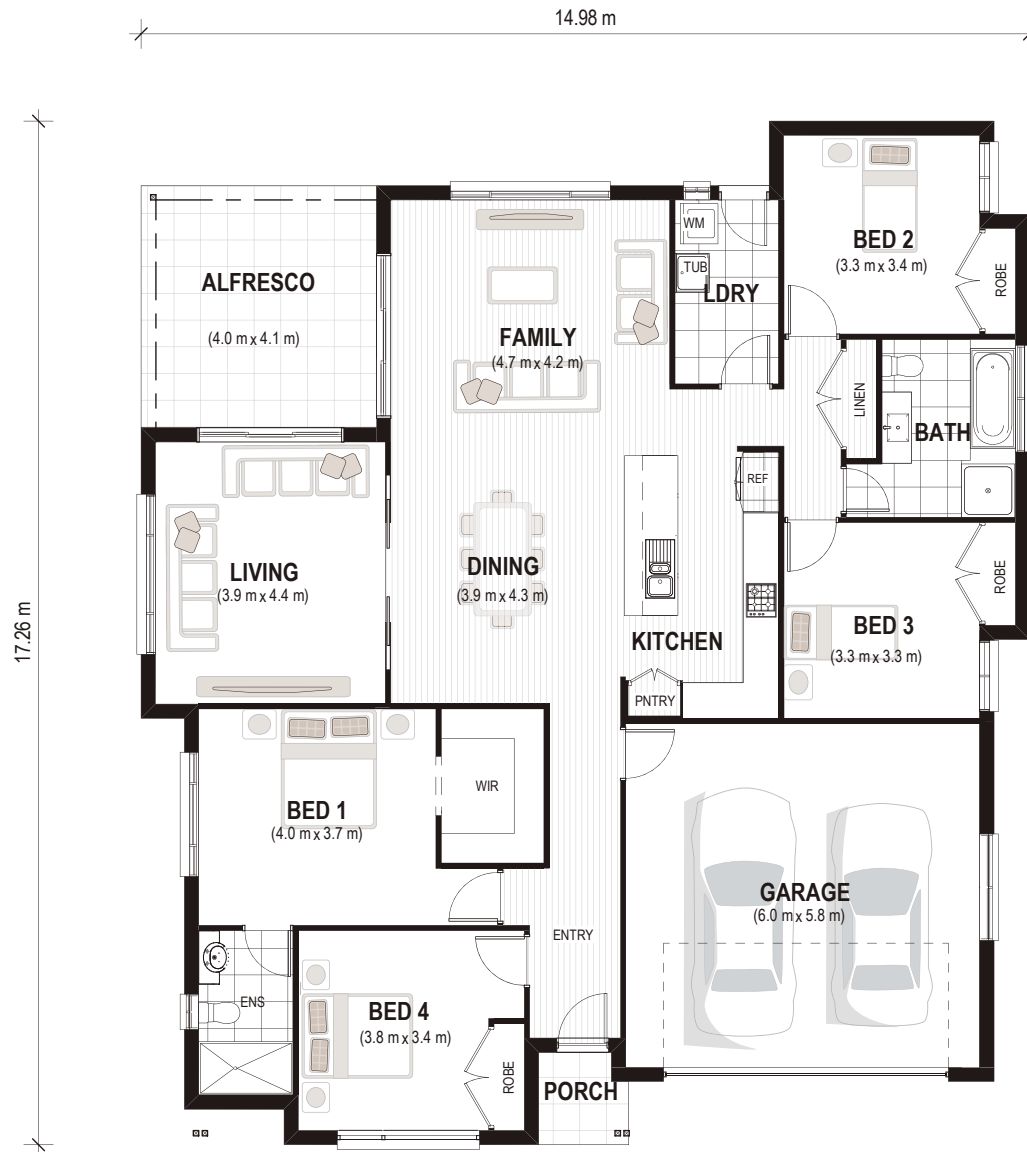 14.98 m
17.26 m
BED 2
(3.3 m x 3.4 m)
ROBE
WM
TUB
LDRY
ALFRESCO
(4.0 m x 4.1 m)
FAMILY
(4.7 m x 4.2 m)
LINEN
BATH
REF
LIVING
(3.9 m x 4.4 m)
DINING
(3.9 m x 4.3 m)
KITCHEN
PNTRY
BED 3
(3.3 m x 3.3 m)
ROBE
BED 1
(4.0 m x 3.7 m)
WIR
GARAGE
(6.0 m x 5.8 m)
ENTRY
ENS
BED 4
(3.8 m x 3.4 m)
ROBE
PORCH